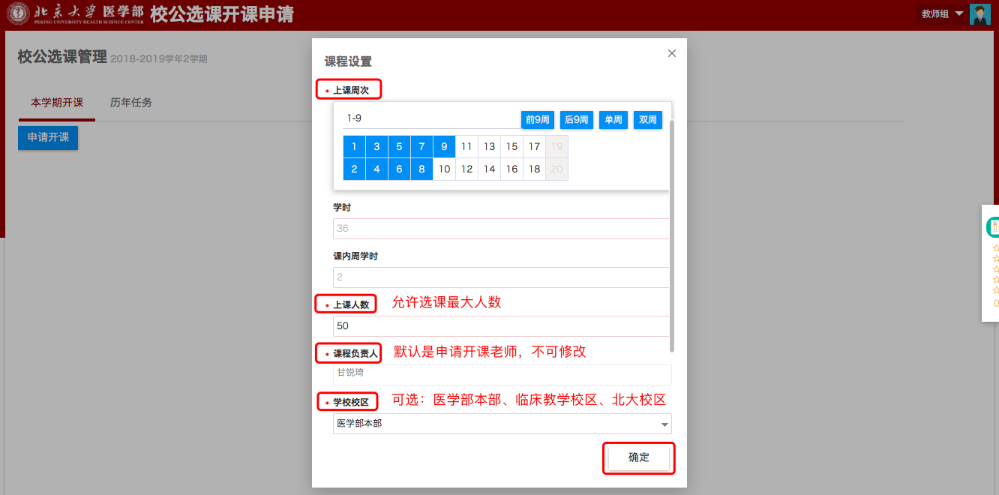 北京大学医学部 校公选课开课申请
PEKING UNIVERSITY HEALTH SCIENCE CENTER
教师组
校公选课管理 2018-2019学年2学期
本学期开课 历年任务
申请开课
课程设置
* 上课周次
1-9 前9周 后9周 单周 双周
1 3 5 7 9 11 13 15 17 19
2 4 6 8 10 12 14 16 18 20
学时
36
课内周学时
2
* 上课人数 允许选课最大人数
50
* 课程负责人 默认是申请开课老师，不可修改
甘锐琦
* 学校校区 可选：医学部本部、临床教学校区、北大校区
医学部本部
确定
0